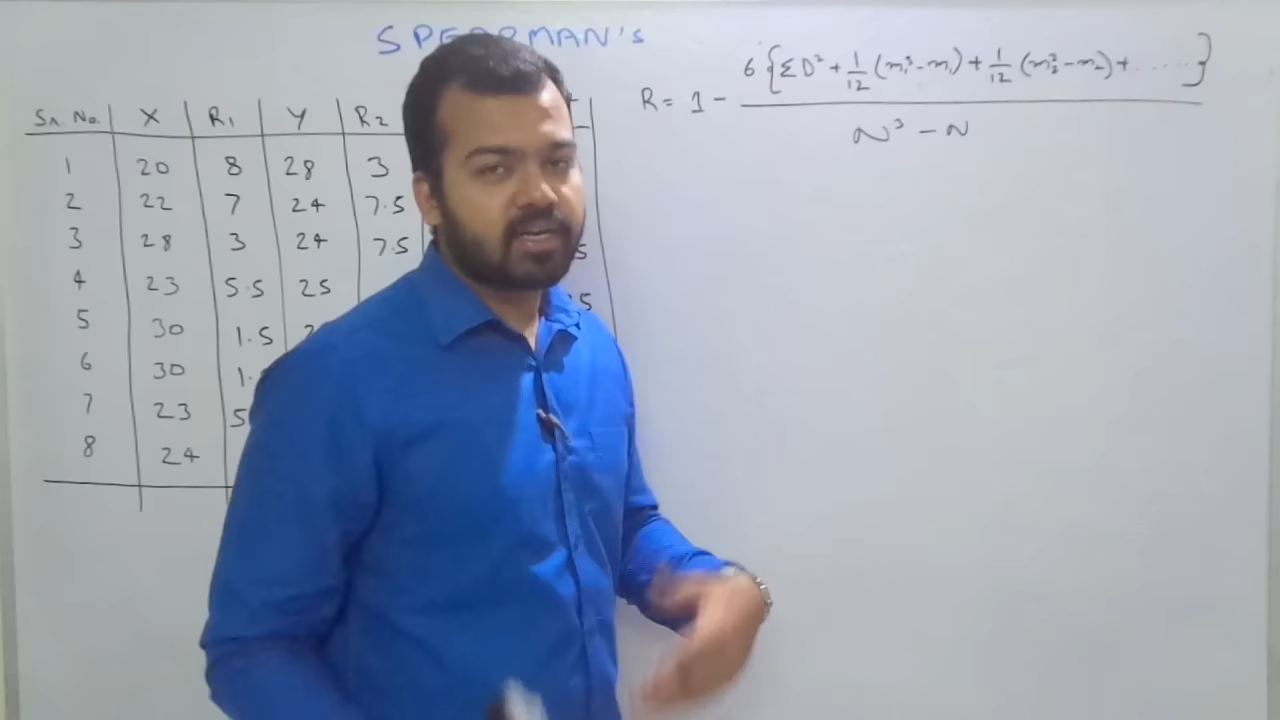 SPEARMAN's
Sr. No. X R1 Y R2
1 20 8 28 3
2 22 7 24 7.5
3 28 3 24 7.5
4 23 5.5 25
5 30 1.5
6 30 1.
7 23 5
8 24
5
5
R = 1 - 6 {ΣD² + 1/12 (m₁³ - m₁) + 1/12 (m₂³ - m₂) + ......} / N³ - N